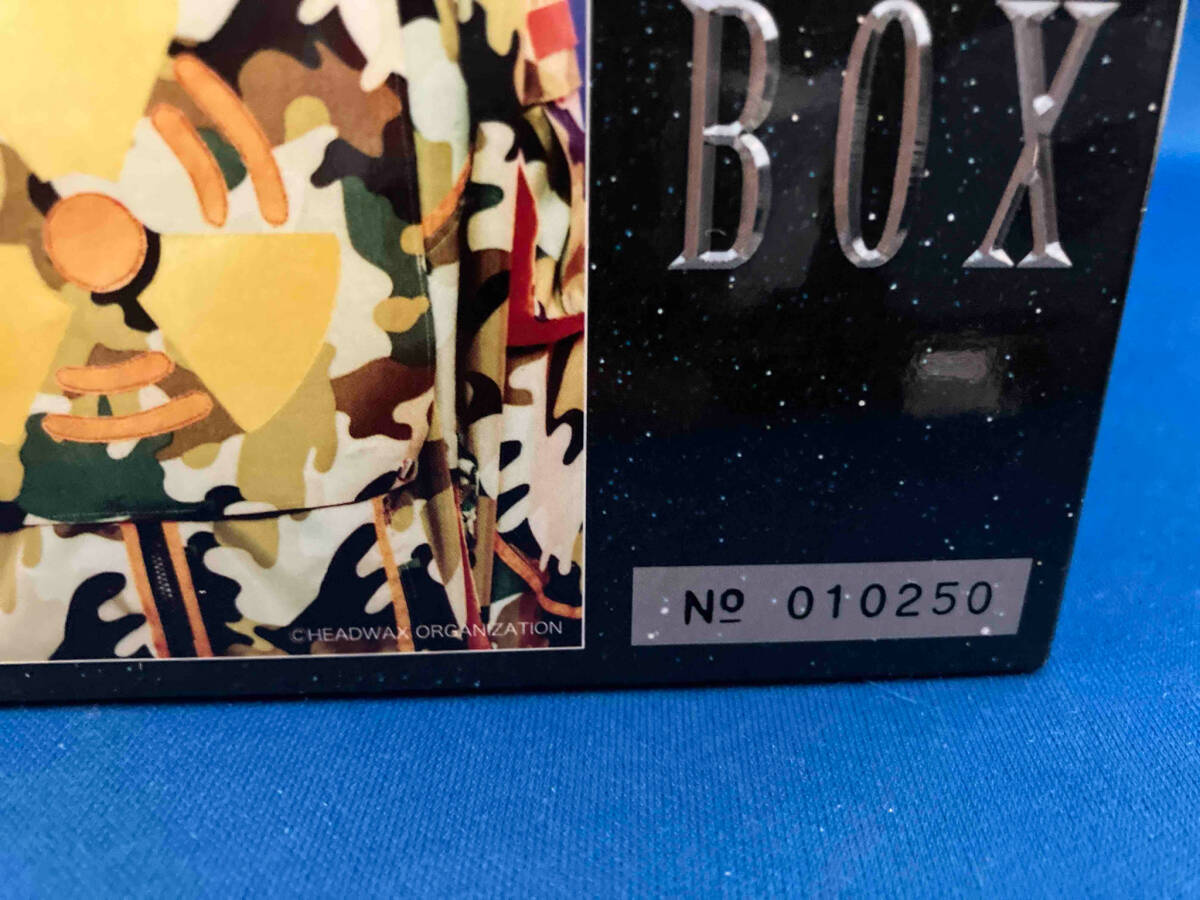 BOX
©HEADWAX ORGANIZATION
№ 010250